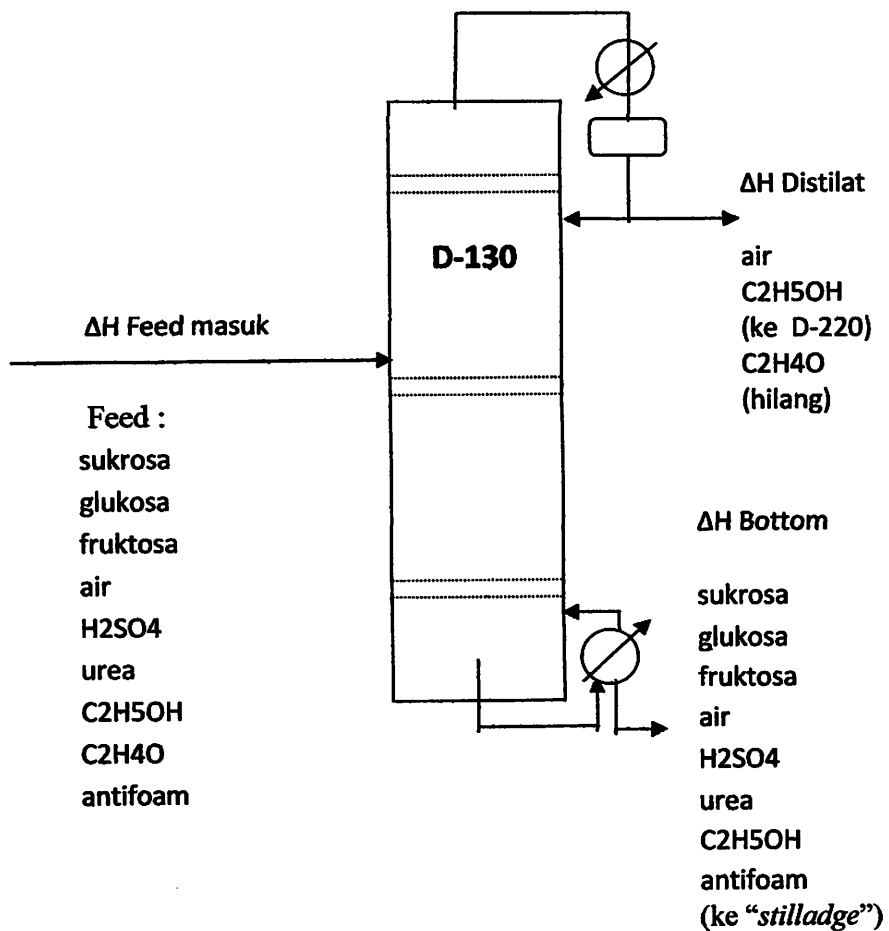 ΔH Distilat
air
C2H5OH
(ke D-220)
C2H4O
(hilang)
D-130
ΔH Feed masuk
Feed :
sukrosa
glukosa
fruktosa
air
H2SO4
urea
C2H5OH
C2H4O
antifoam
ΔH Bottom
sukrosa
glukosa
fruktosa
air
H2SO4
urea
C2H5OH
antifoam
(ke “stilladge”)